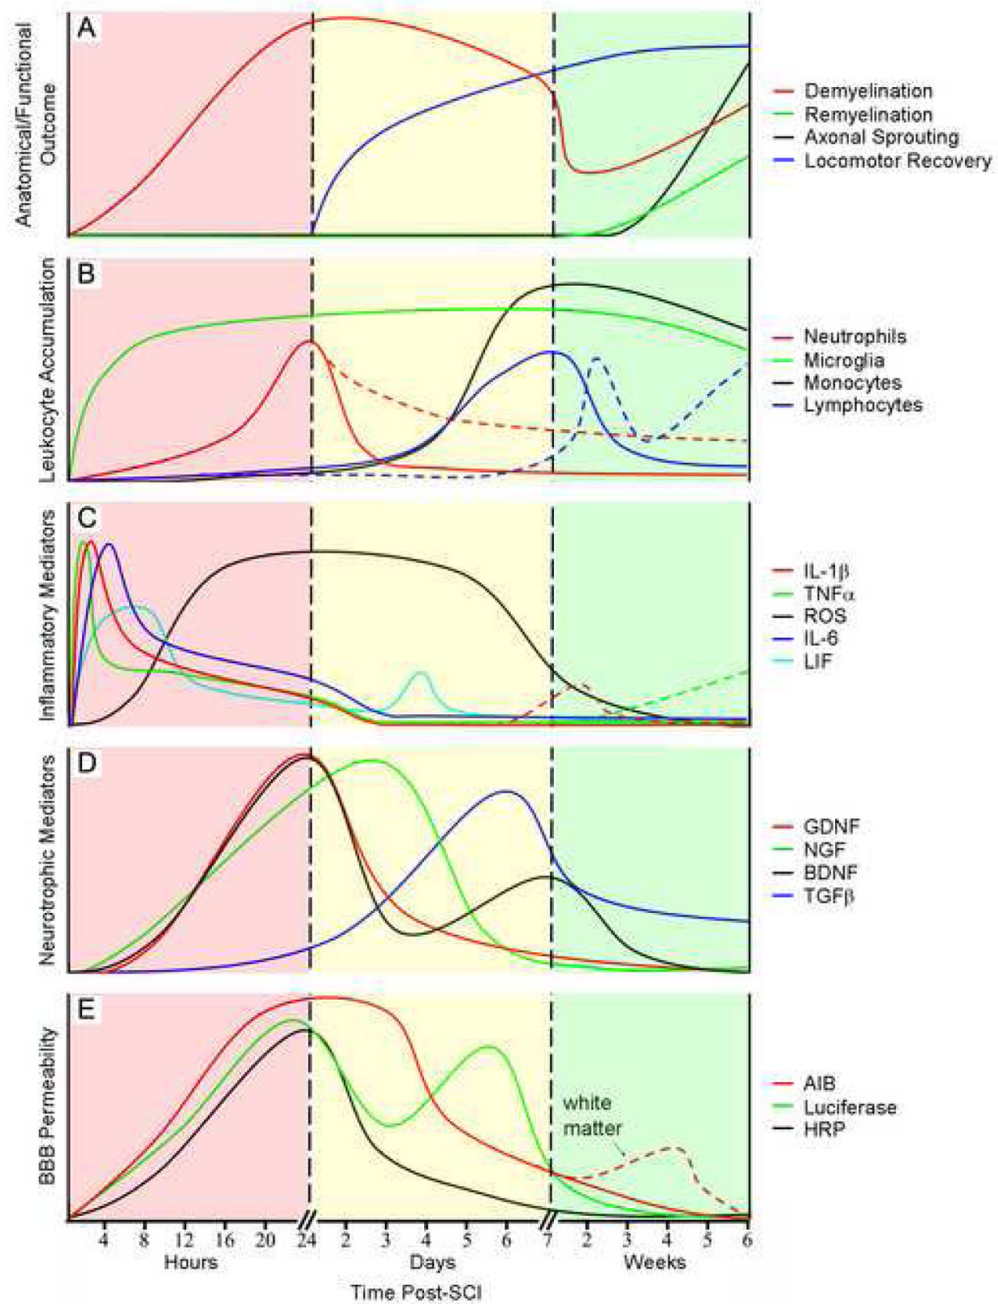 A
Anatomical/Functional
Outcome
Demyelination
Remyelination
Axonal Sprouting
Locomotor Recovery
B
Leukocyte Accumulation
Neutrophils
Microglia
Monocytes
Lymphocytes
C
Inflammatory Mediators
IL-1β
TNFα
ROS
IL-6
LIF
D
Neurotrophic Mediators
GDNF
NGF
BDNF
TGFβ
E
BBB Permeability
white
matter
AIB
Luciferase
HRP
4 8 12 16 20 24 2 3 4 5 6 7 2 3 4 5 6
Hours Days Weeks
Time Post-SCI